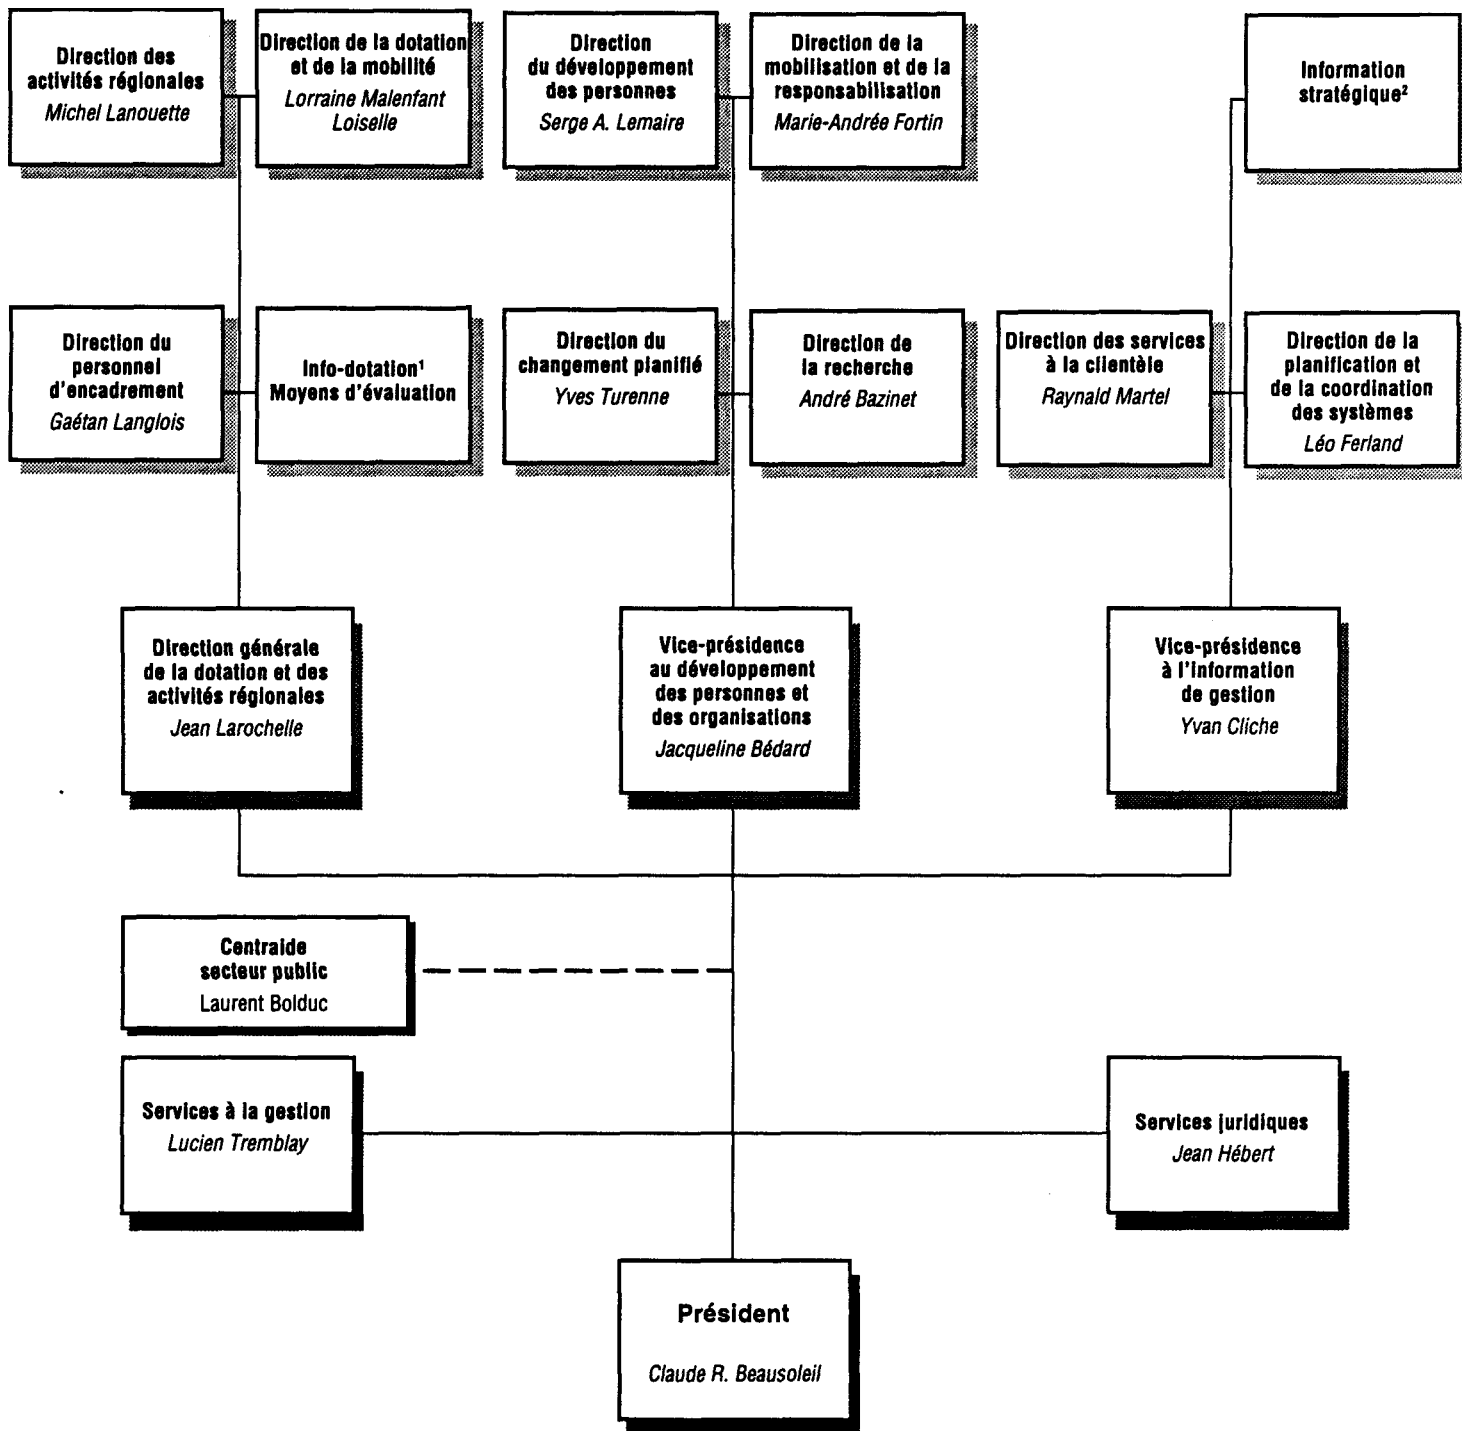 Direction des
activités régionales
Michel Lanouette
Direction de la dotation
et de la mobilité
Lorraine Malenfant
Loiselle
Direction
du développement
des personnes
Serge A. Lemaire
Direction de la
mobilisation et de la
responsabilisation
Marie-Andrée Fortin
Information
stratégique²
Direction du
personnel
d'encadrement
Gaétan Langlois
Info-dotation¹
Moyens d'évaluation
Direction du
changement planifié
Yves Turenne
Direction de
la recherche
André Bazinet
Direction des services
à la clientèle
Raynald Martel
Direction de la
planification et
de la coordination
des systèmes
Léo Ferland
Direction générale
de la dotation et des
activités régionales
Jean Larochelle
Vice-présidence
au développement
des personnes et
des organisations
Jacqueline Bédard
Vice-présidence
à l'information
de gestion
Yvan Cliche
Centraide
secteur public
Laurent Bolduc
Services à la gestion
Lucien Tremblay
Services juridiques
Jean Hébert
Président
Claude R. Beausoleil